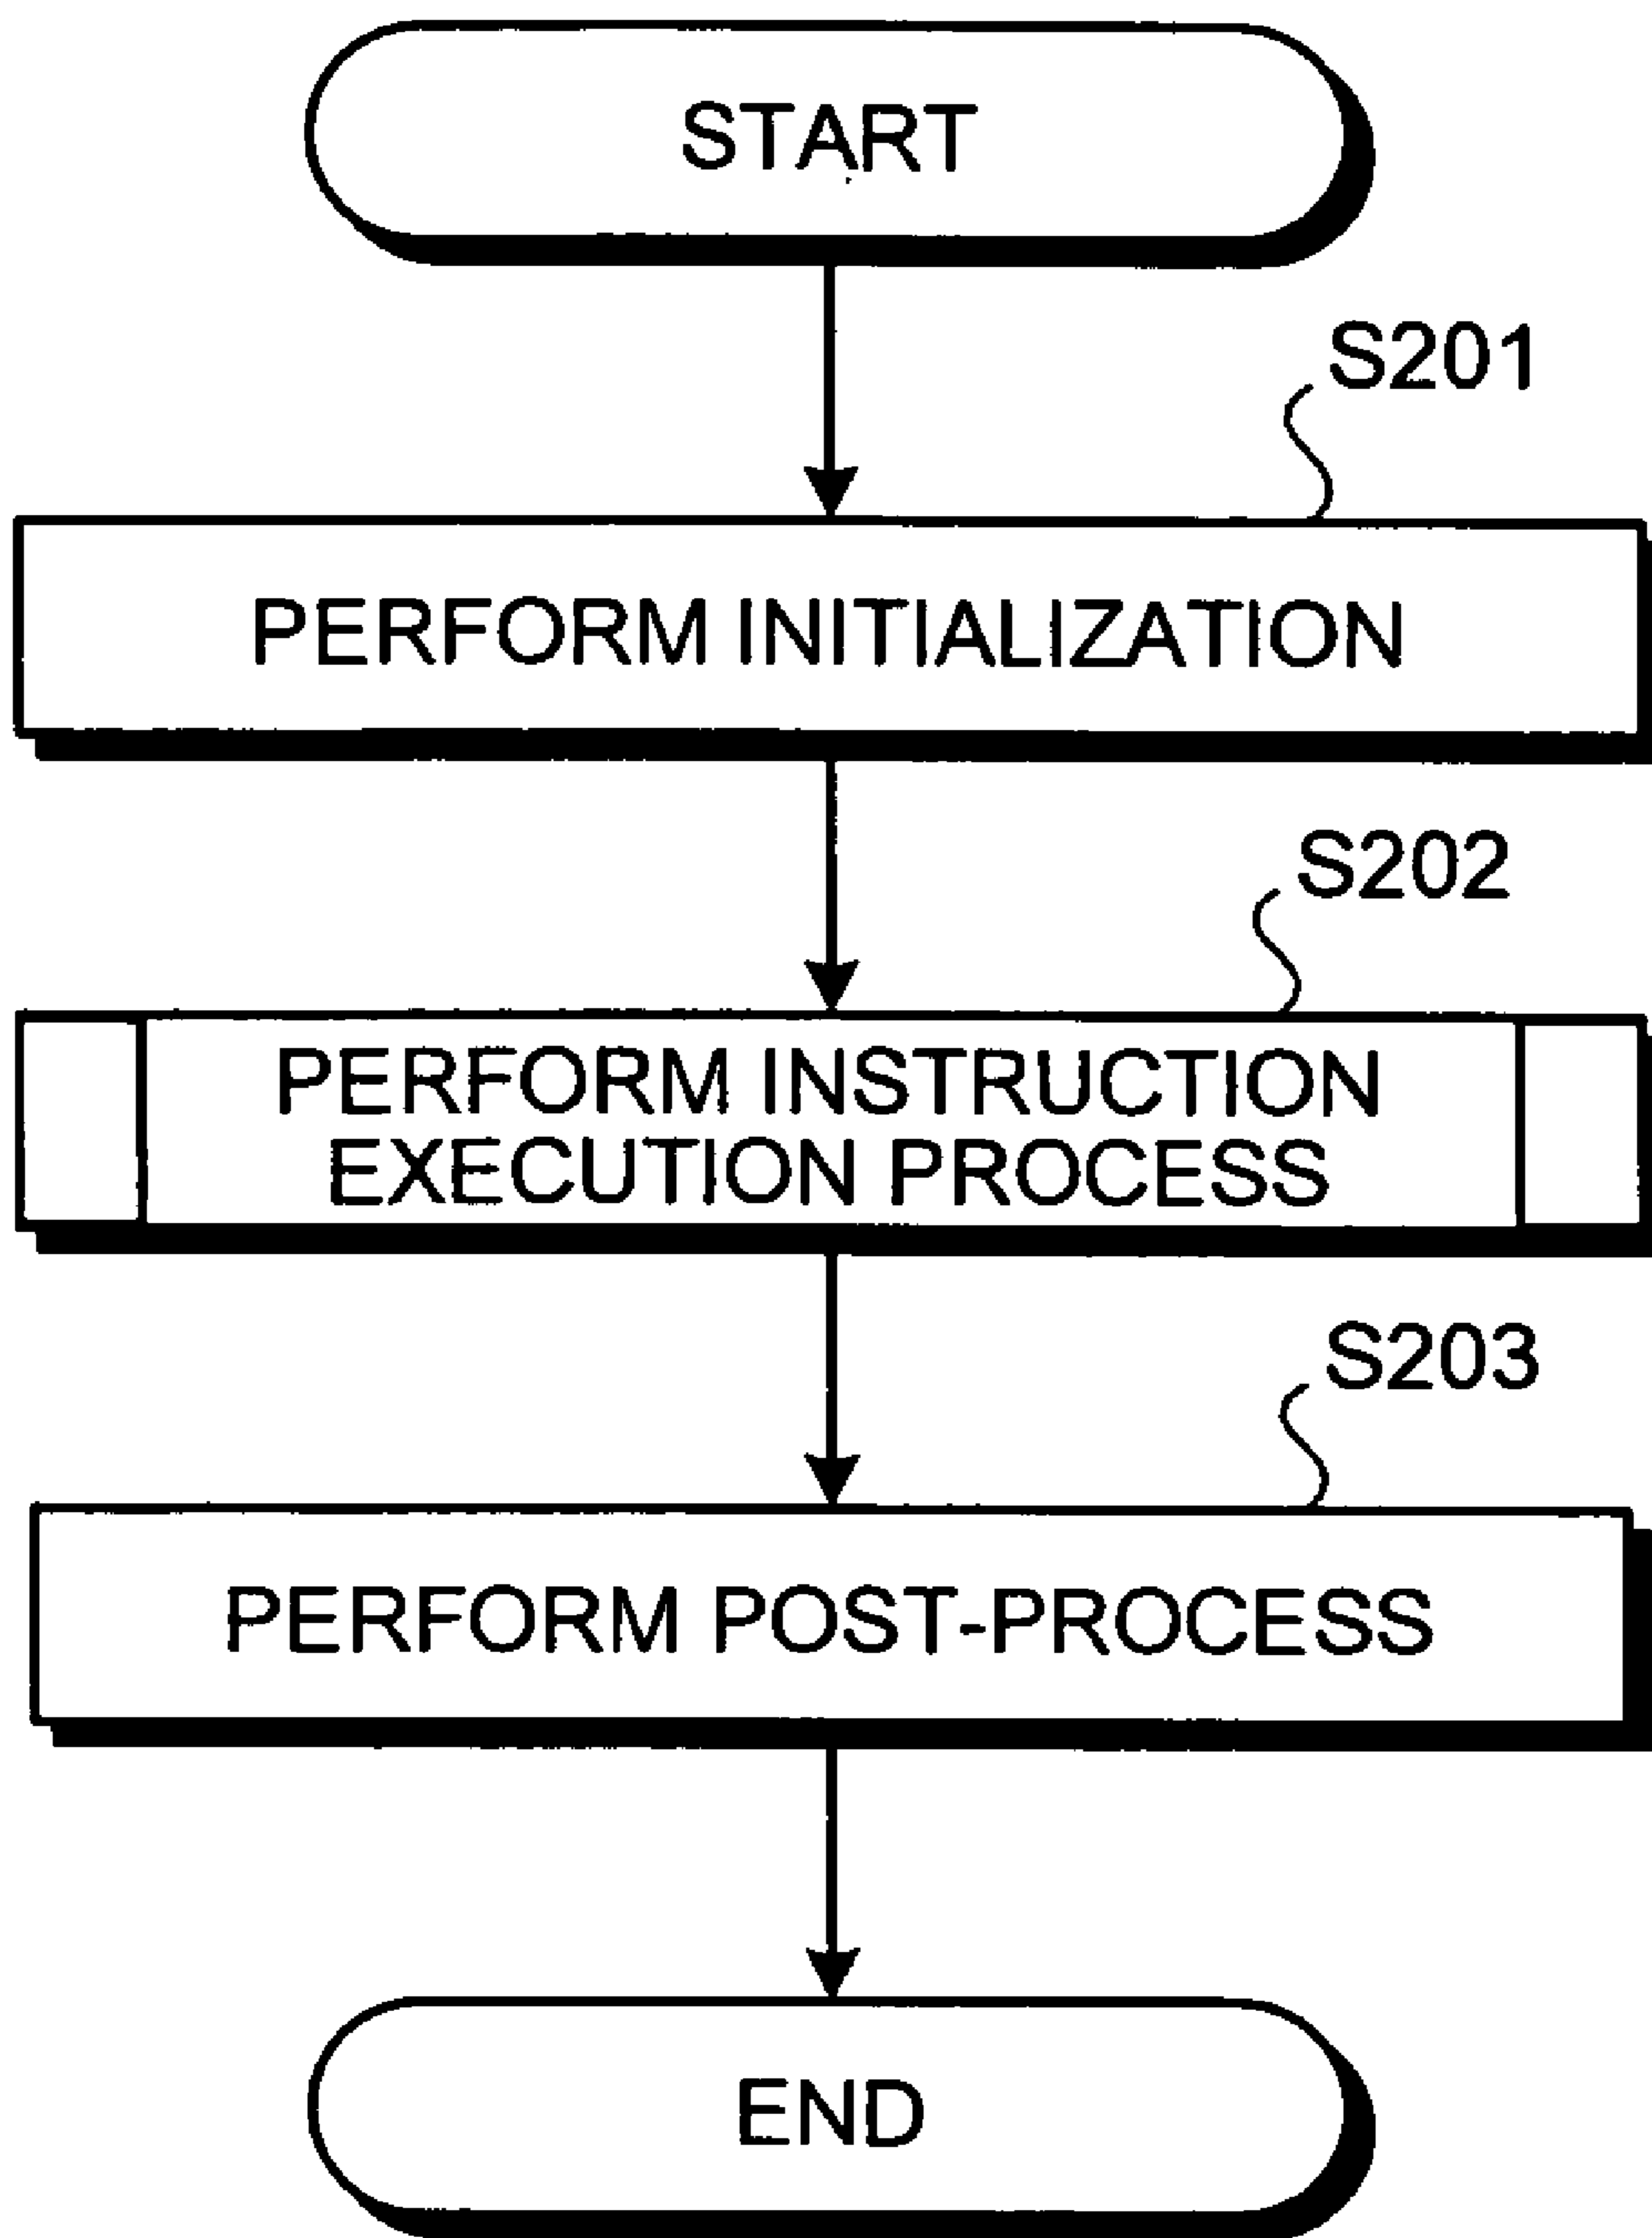 START
S201
PERFORM INITIALIZATION
S202
PERFORM INSTRUCTION
EXECUTION PROCESS
S203
PERFORM POST-PROCESS
END